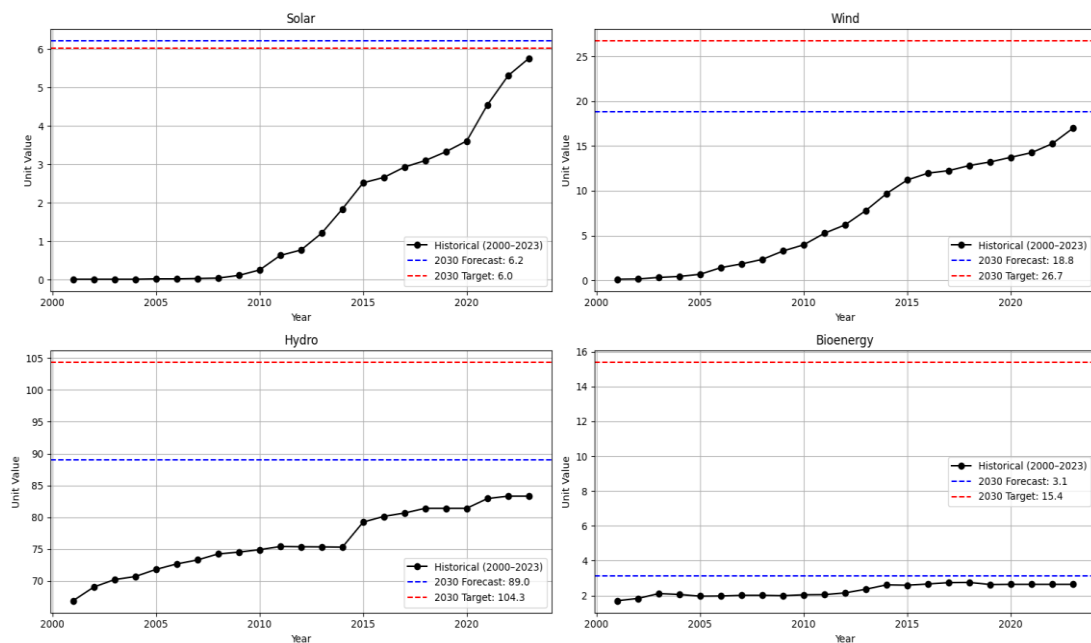 Solar
Unit Value
6
5
4
3
2
1
0
Historical (2000–2023)
2030 Forecast: 6.2
2030 Target: 6.0
2000
2005
2010
2015
2020
Year
Wind
Unit Value
25
20
15
10
5
0
Historical (2000–2023)
2030 Forecast: 18.8
2030 Target: 26.7
2000
2005
2010
2015
2020
Year
Hydro
Unit Value
105
100
95
90
85
80
75
70
Historical (2000–2023)
2030 Forecast: 89.0
2030 Target: 104.3
2000
2005
2010
2015
2020
Year
Bioenergy
Unit Value
16
14
12
10
8
6
4
2
Historical (2000–2023)
2030 Forecast: 3.1
2030 Target: 15.4
2000
2005
2010
2015
2020
Year